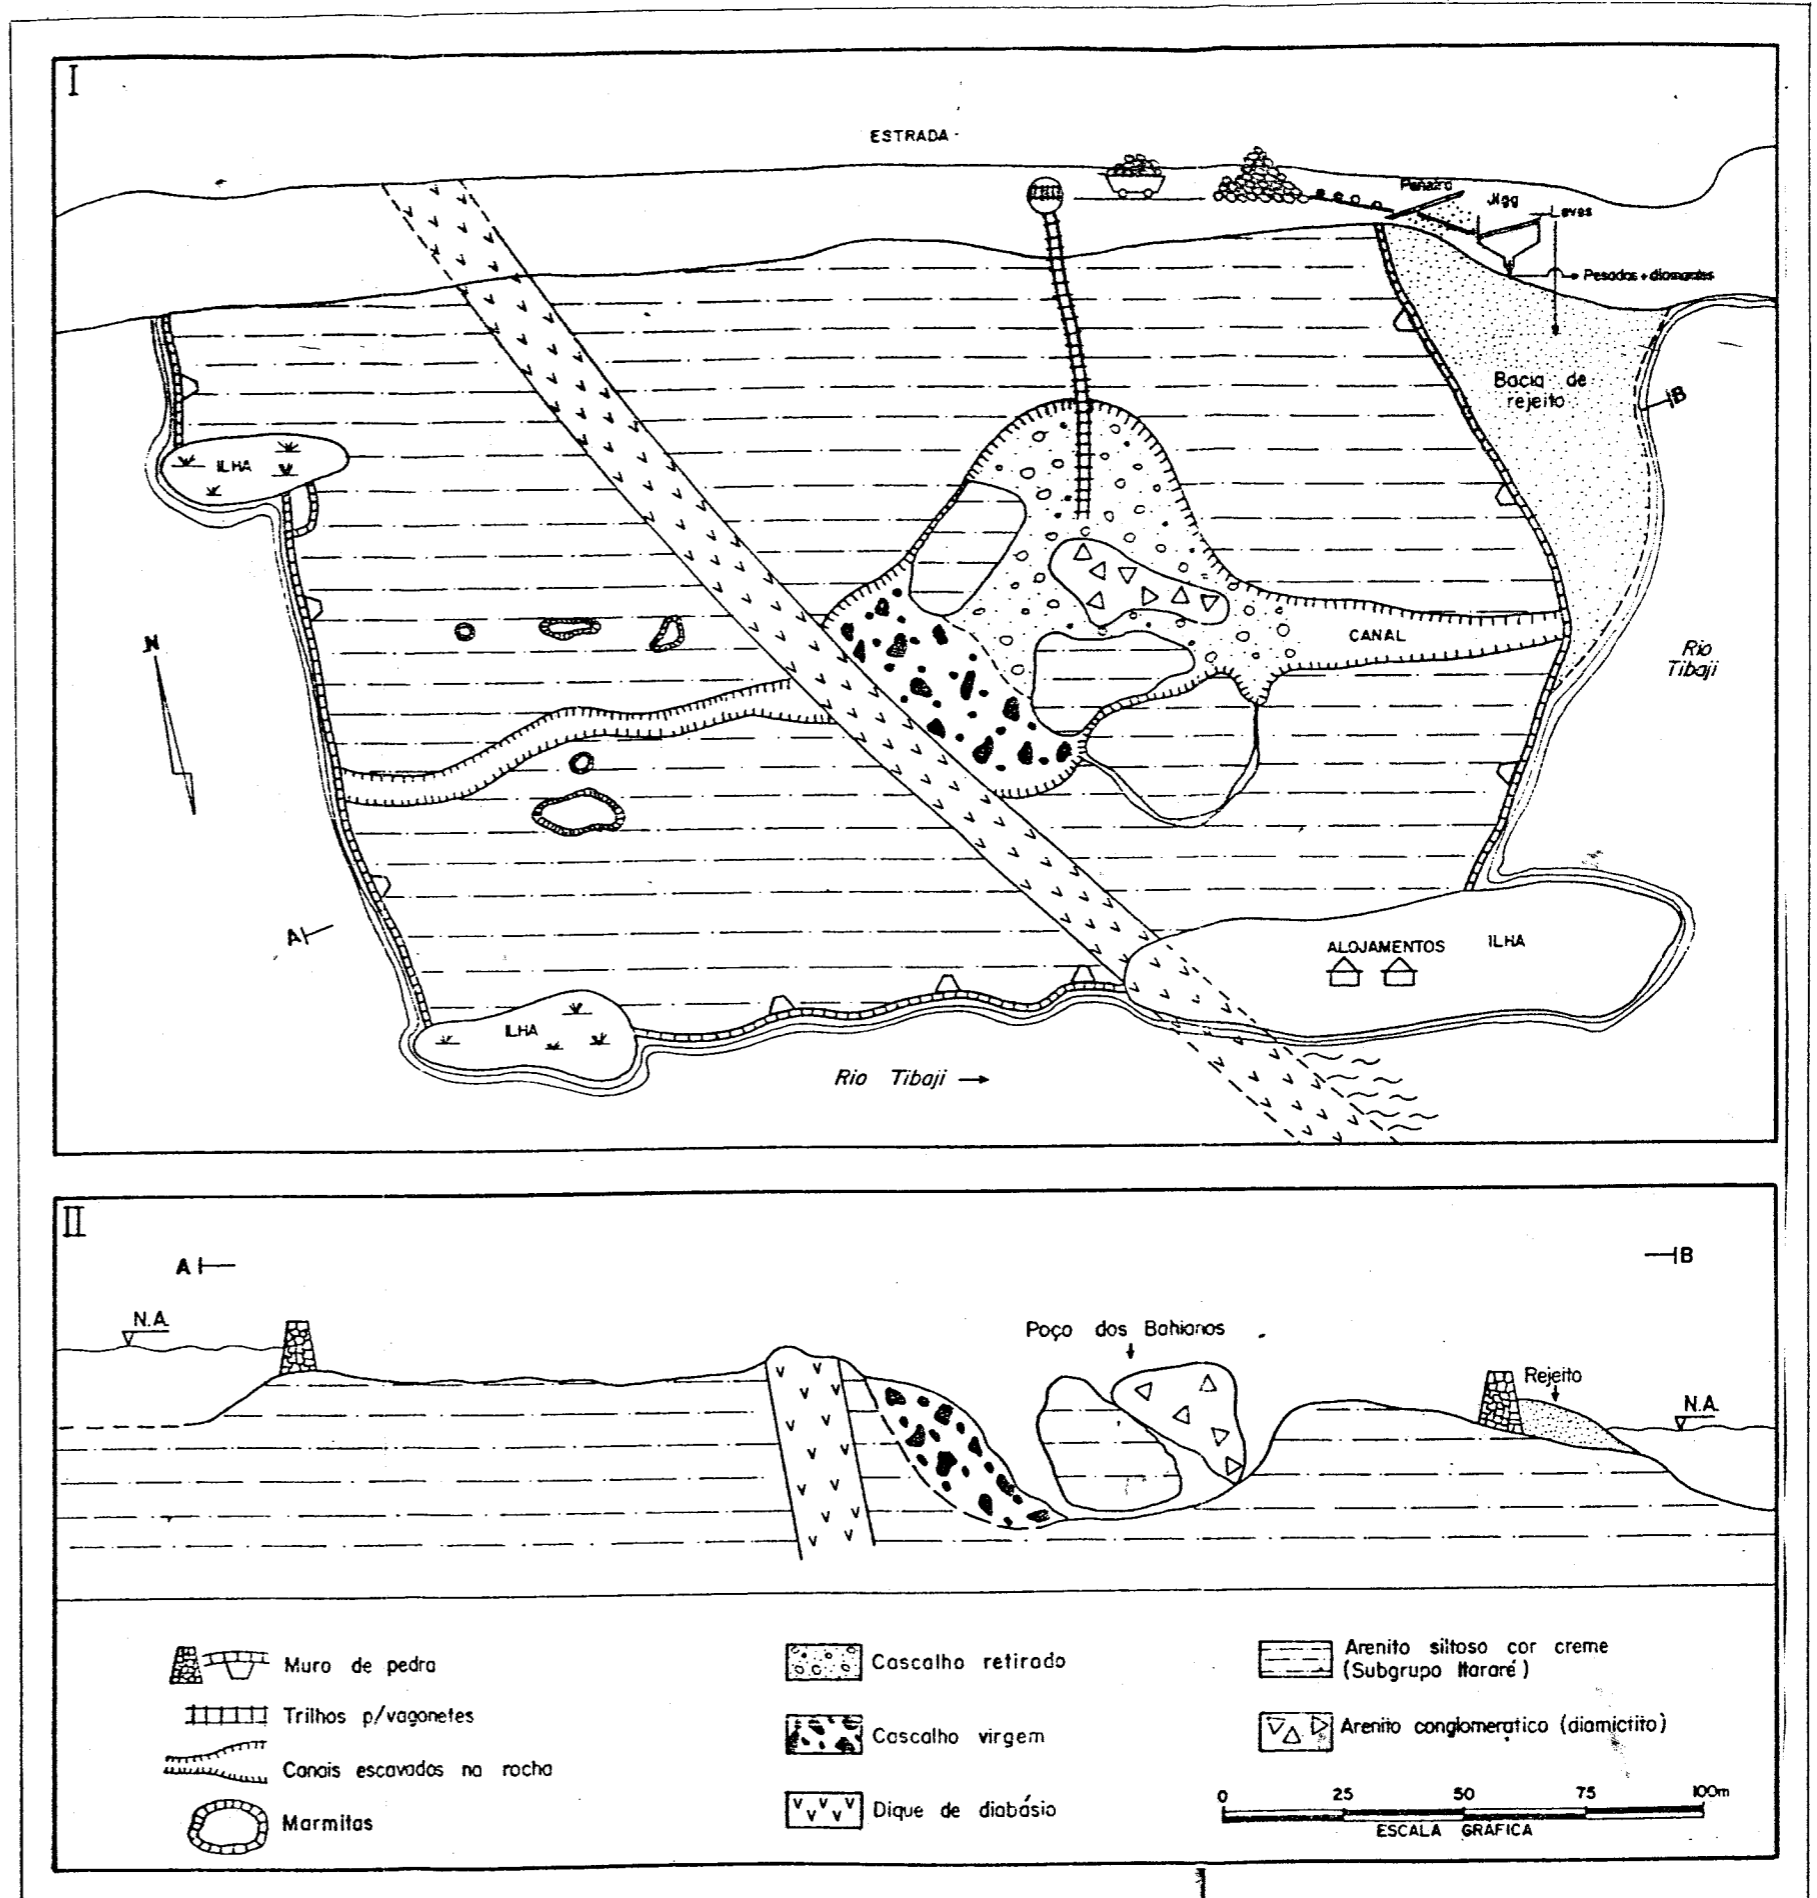 I
ESTRADA
Peneira
Jigg
Leves
Pesados + diamantes
Bacia de
rejeito
B
ILHA
N
CANAL
Rio
Tibaji
A
ALOJAMENTOS
ILHA
ILHA
Rio Tibaji
II
A
B
N.A.
Poço dos Bahianos
Rejeito
N.A.
Muro de pedra
Trilhos p/vagonetes
Canais escavados na rocha
Marmitas
Cascalho retirado
Cascalho virgem
Dique de diabásio
Arenito siltoso cor creme
(Subgrupo Itararé)
Arenito conglomeratico (diamictito)
0 25 50 75 100m
ESCALA GRÁFICA